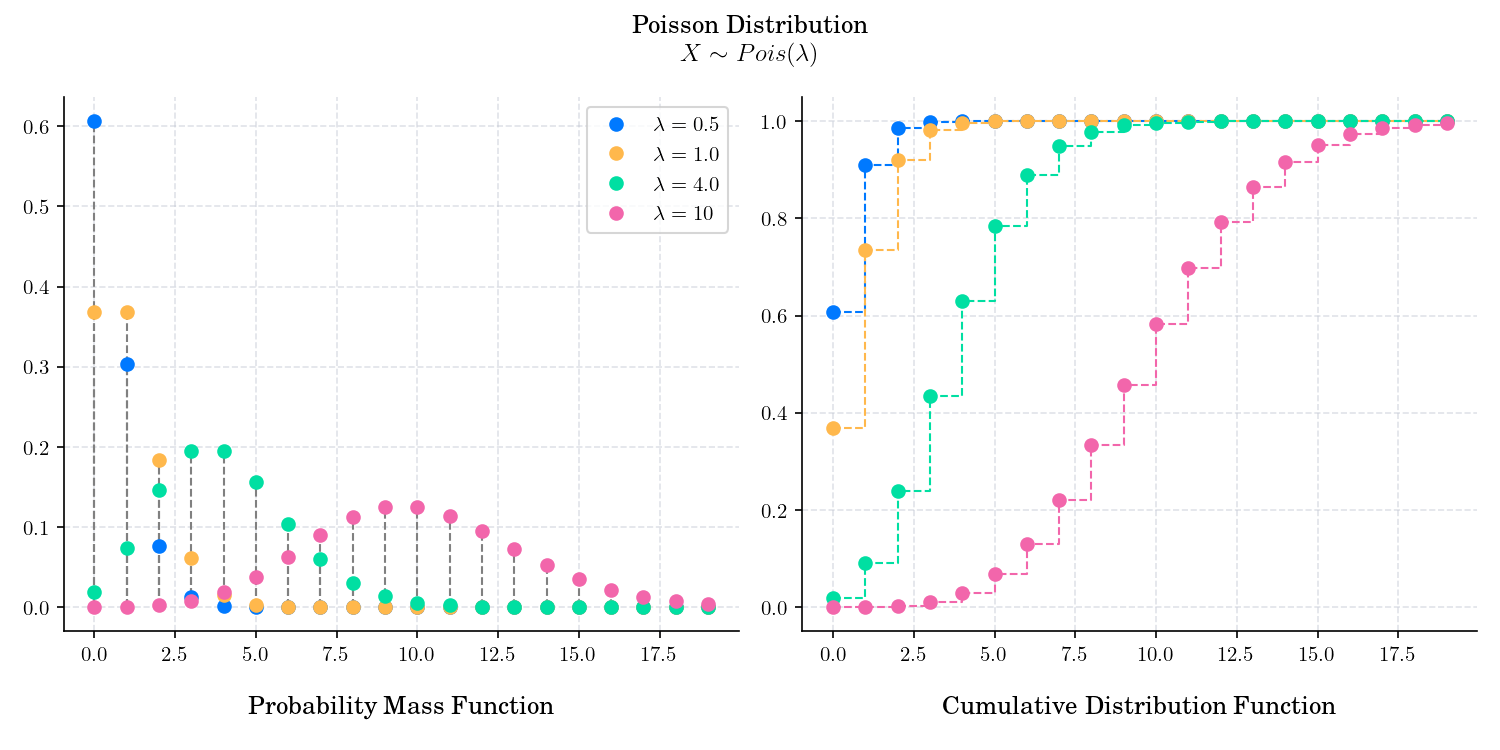 Poisson Distribution
X ∼ Pois(λ)
0.6
0.5
0.4
0.3
0.2
0.1
0.0
0.0 2.5 5.0 7.5 10.0 12.5 15.0 17.5
λ = 0.5
λ = 1.0
λ = 4.0
λ = 10
Probability Mass Function
1.0
0.8
0.6
0.4
0.2
0.0
0.0 2.5 5.0 7.5 10.0 12.5 15.0 17.5
Cumulative Distribution Function